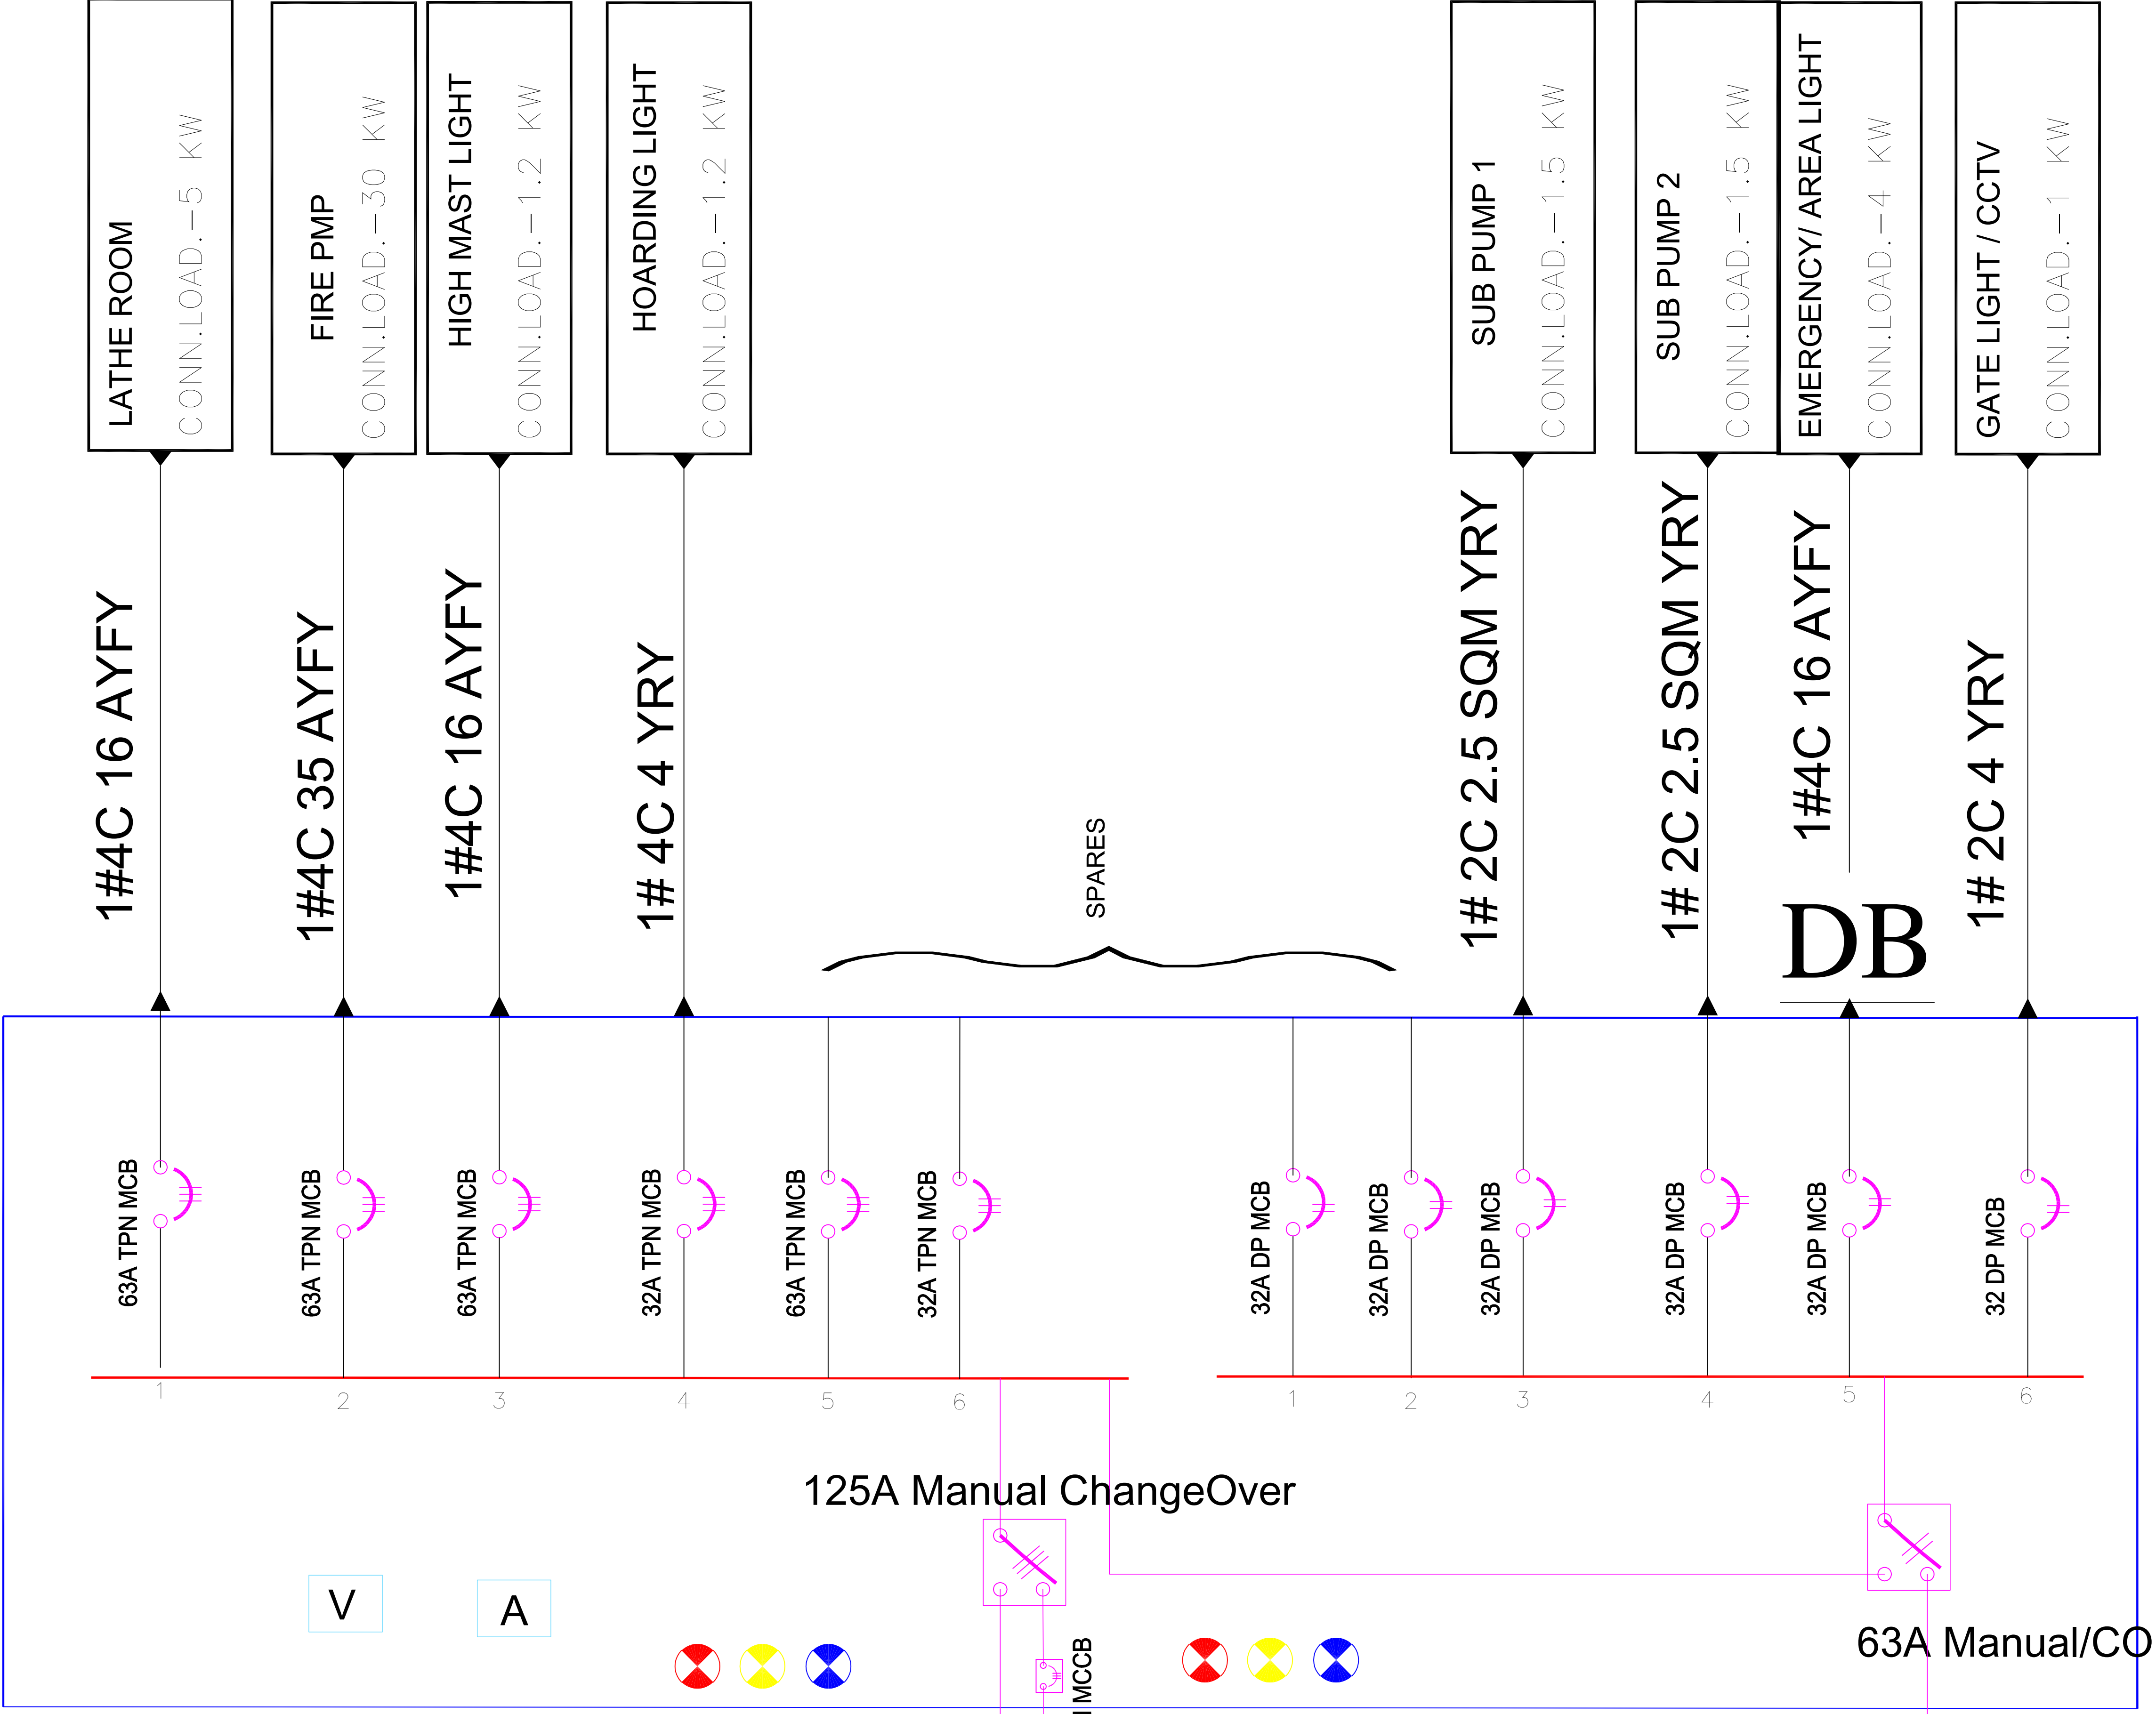 LATHE ROOM
CONN.LOAD.-5 KW
FIRE PMP
CONN.LOAD.-30 KW
HIGH MAST LIGHT
CONN.LOAD.-1.2 KW
HOARDING LIGHT
CONN.LOAD.-1.2 KW
SUB PUMP 1
CONN.LOAD.-1.5 KW
SUB PUMP 2
CONN.LOAD.-1.5 KW
EMERGENCY/ AREA LIGHT
CONN.LOAD.-4 KW
GATE LIGHT / CCTV
CONN.LOAD.-1 KW
1#4C 16 AYFY
1#4C 35 AYFY
1#4C 16 AYFY
1# 4C 4 YRY
SPARES
1# 2C 2.5 SQM YRY
1# 2C 2.5 SQM YRY
1#4C 16 AYFY
DB
1# 2C 4 YRY
63A TPN MCB
63A TPN MCB
63A TPN MCB
32A TPN MCB
63A TPN MCB
32A TPN MCB
32A DP MCB
32A DP MCB
32A DP MCB
32A DP MCB
32A DP MCB
32 DP MCB
1
2
3
4
5
6
1
2
3
4
5
6
125A Manual ChangeOver
V
A
MCCB
63A Manual/CO